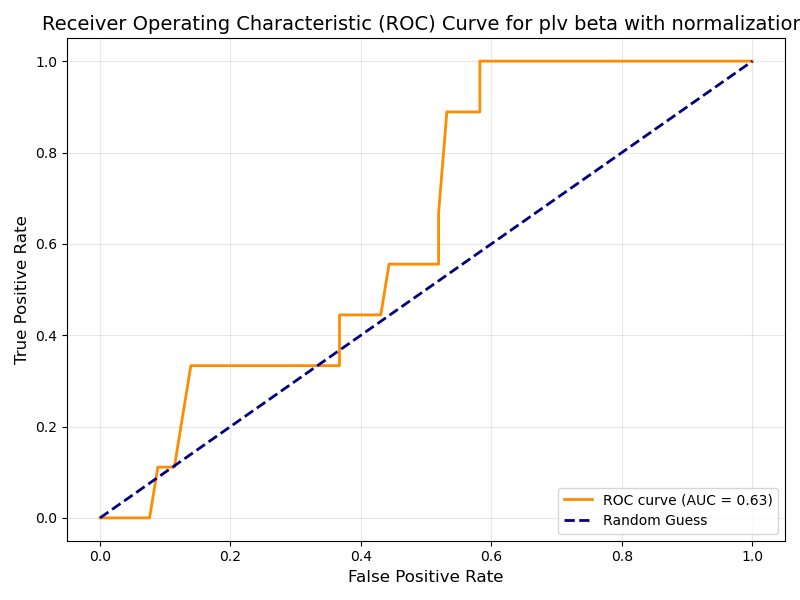 Receiver Operating Characteristic (ROC) Curve for plv beta with normalization
1.0
0.8
0.6
0.4
0.2
0.0
True Positive Rate
0.0 0.2 0.4 0.6 0.8 1.0
False Positive Rate
ROC curve (AUC = 0.63)
Random Guess